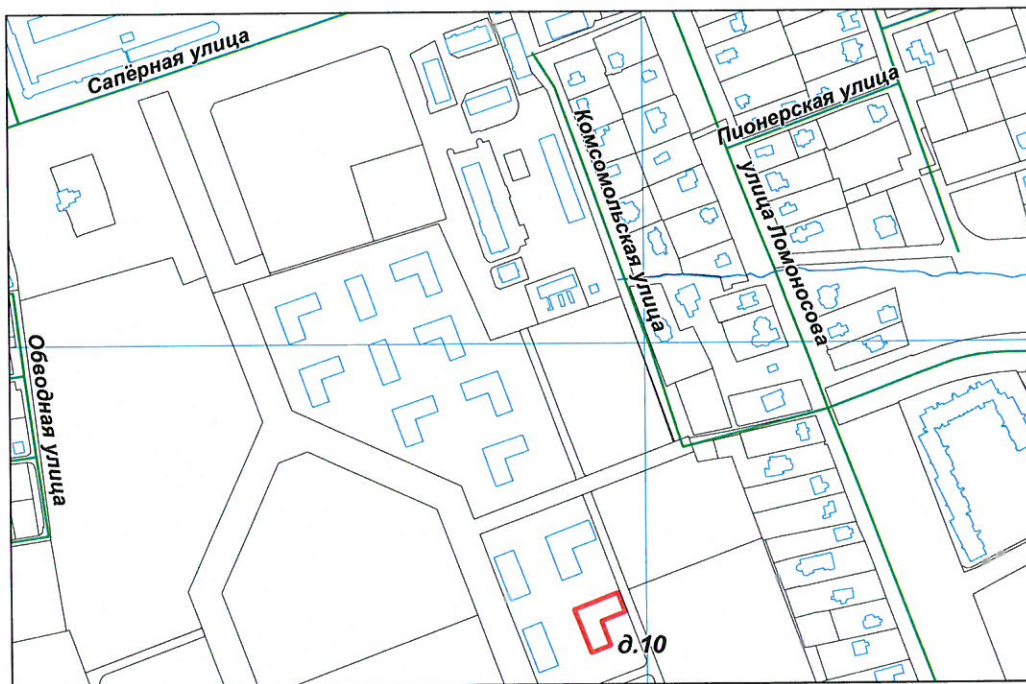 Сапёрная улица
Комсомольская улица
Пионерская улица
улица Ломоносова
Обводная улица
д.10